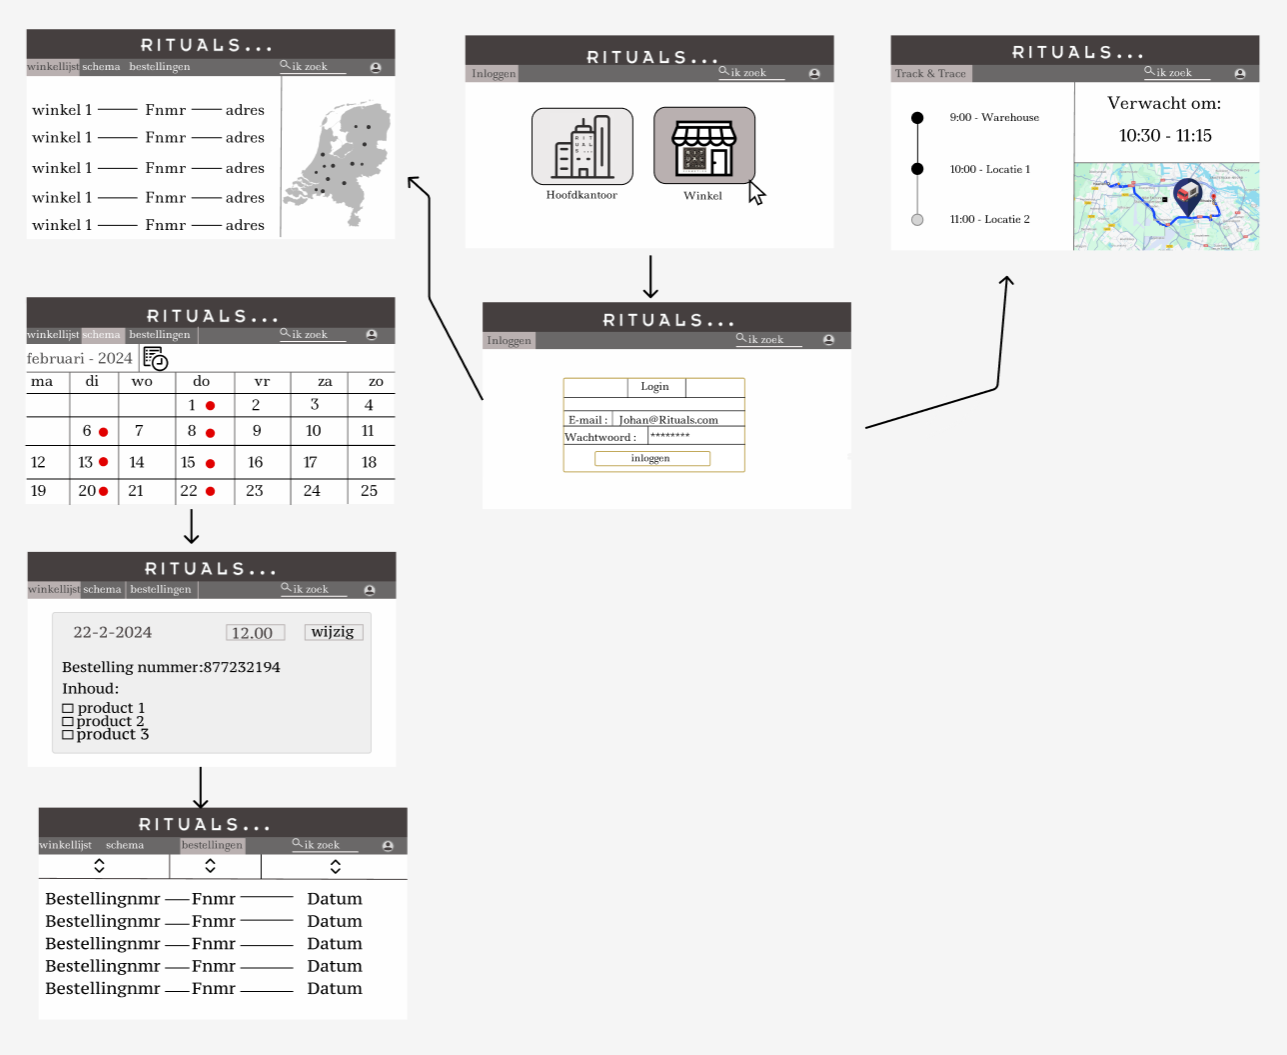 RITUALS...
winkellijst schema bestellingen ik zoek
winkel 1 Fnmr adres
winkel 1 Fnmr adres
winkel 1 Fnmr adres
winkel 1 Fnmr adres
winkel 1 Fnmr adres
RITUALS...
Inloggen ik zoek
RIT
UAL
S...
RIT
UALS
...
Hoofdkantoor Winkel
RITUALS...
Track & Trace ik zoek
9:00 - Warehouse
10:00 - Locatie 1
11:00 - Locatie 2
Verwacht om:
10:30 - 11:15
RITUALS...
winkellijst schema bestellingen ik zoek
februari - 2024
ma di wo do vr za zo
1 2 3 4
6 7 8 9 10 11
12 13 14 15 16 17 18
19 20 21 22 23 24 25
RITUALS...
Inloggen ik zoek
Login
E-mail : Johan@Rituals.com
Wachtwoord : ********
inloggen
RITUALS...
winkellijst schema bestellingen ik zoek
22-2-2024 12.00 wijzig
Bestelling nummer:877232194
Inhoud:
product 1
product 2
product 3
RITUALS...
winkellijst schema bestellingen ik zoek
Bestellingnmr Fnmr Datum
Bestellingnmr Fnmr Datum
Bestellingnmr Fnmr Datum
Bestellingnmr Fnmr Datum
Bestellingnmr Fnmr Datum